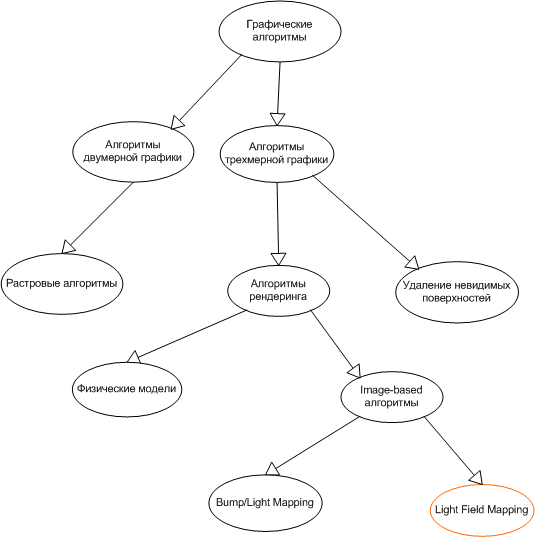 Графические
алгоритмы
Алгоритмы
двумерной графики
Алгоритмы
трехмерной графики
Растровые алгоритмы
Алгоритмы
рендеринга
Удаление невидимых
поверхностей
Физические модели
Image-based
алгоритмы
Bump/Light Mapping
Light Field Mapping